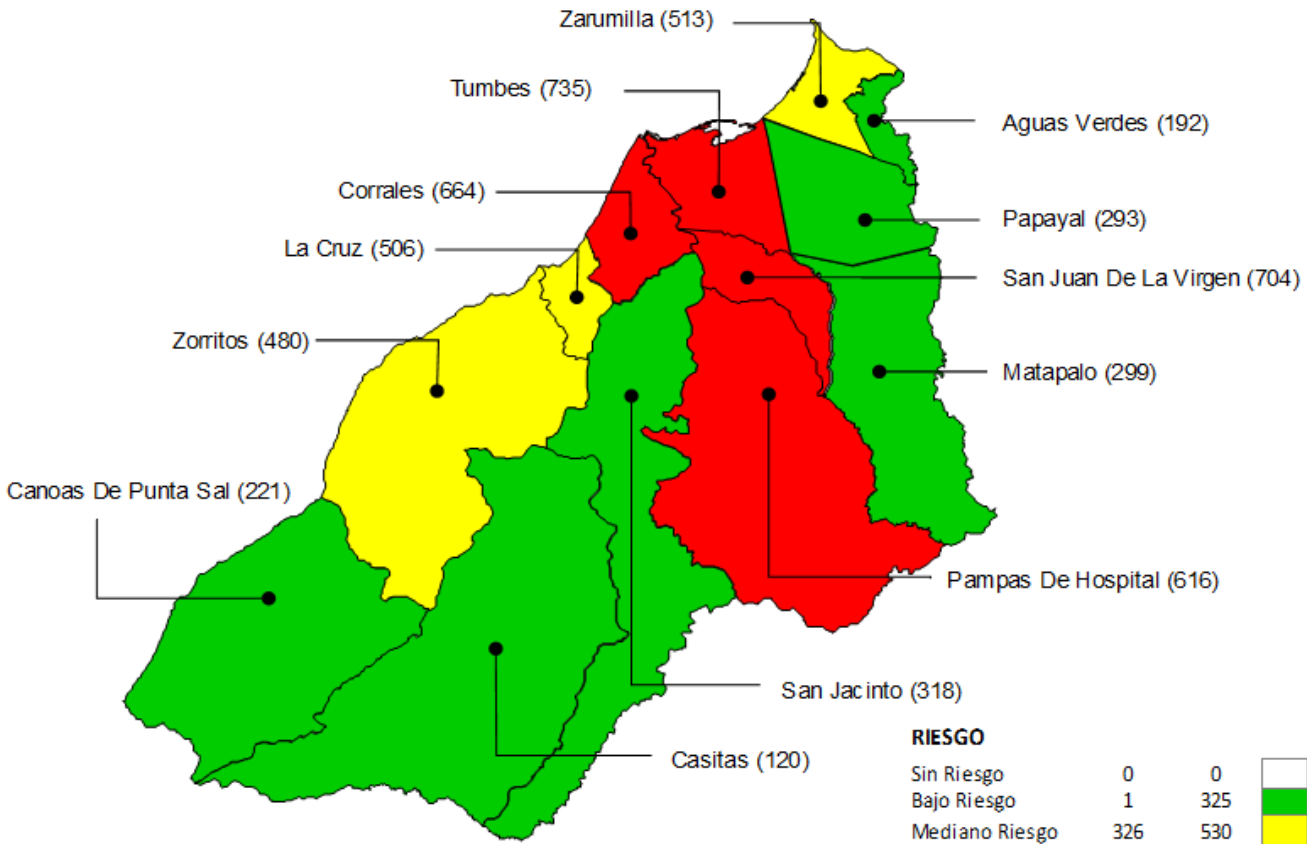 Zarumilla (513)
Tumbes (735)
Aguas Verdes (192)
Corrales (664)
Papayal (293)
La Cruz (506)
San Juan De La Virgen (704)
Zorritos (480)
Matapalo (299)
Canoas De Punta Sal (221)
Pampas De Hospital (616)
San Jacinto (318)
Casitas (120)
RIESGO
Sin Riesgo 0 0
Bajo Riesgo 1 325
Mediano Riesgo 326 530